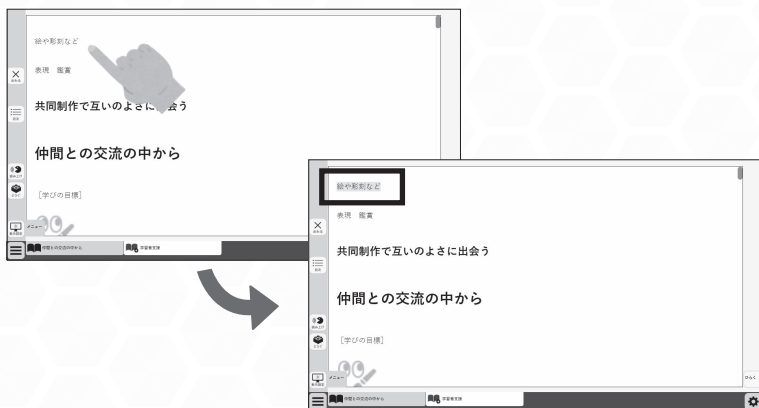 絵や彫刻など
表現 鑑賞
共同制作で互いのよさに出会う
仲間との交流の中から
[学びの目標]
メニュー
仲間との交流の中から
学習者支援
絵や彫刻など
表現 鑑賞
共同制作で互いのよさに出会う
仲間との交流の中から
[学びの目標]
メニュー
ひらく
仲間との交流の中から
学習者支援